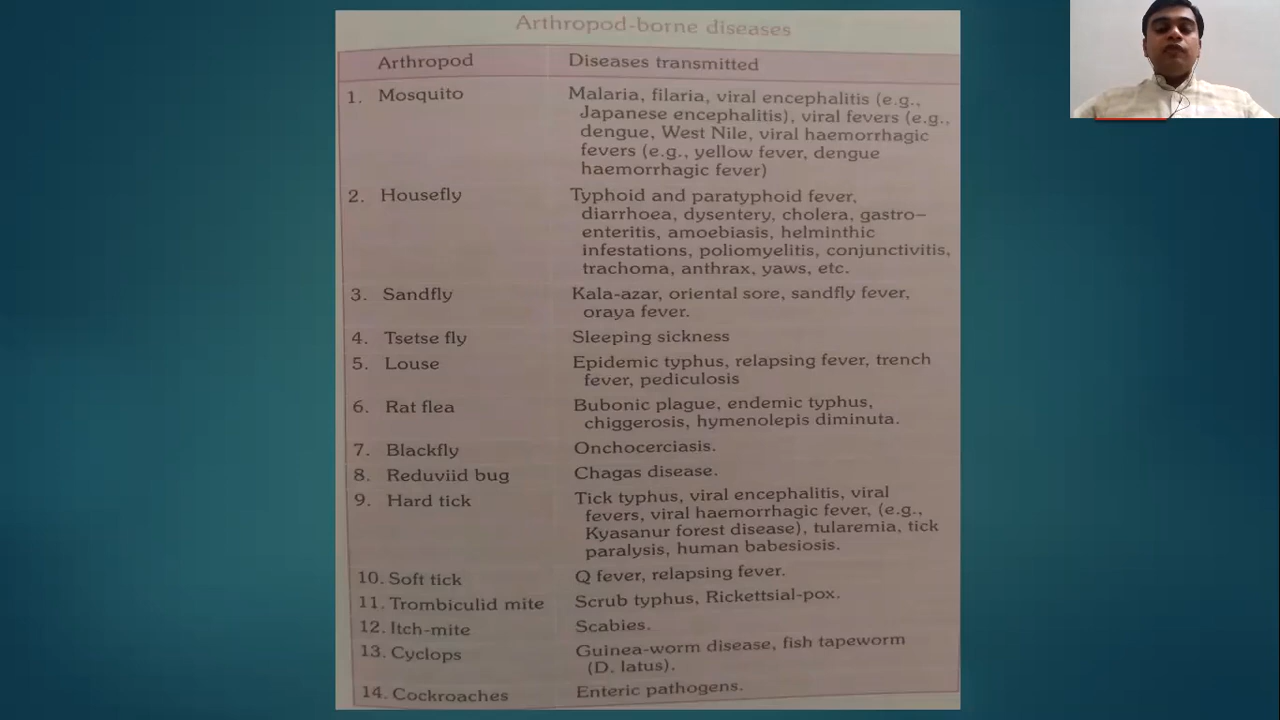 Arthropod-borne diseases
Arthropod Diseases transmitted
1. Mosquito Malaria, filaria, viral encephalitis (e.g.,
Japanese encephalitis), viral fevers (e.g.,
dengue, West Nile, viral haemorrhagic
fevers (e.g., yellow fever, dengue
haemorrhagic fever)
2. Housefly Typhoid and paratyphoid fever,
diarrhoea, dysentery, cholera, gastro–
enteritis, amoebiasis, helminthic
infestations, poliomyelitis, conjunctivitis,
trachoma, anthrax, yaws, etc.
3. Sandfly Kala-azar, oriental sore, sandfly fever,
oraya fever.
4. Tsetse fly Sleeping sickness
5. Louse Epidemic typhus, relapsing fever, trench
fever, pediculosis
6. Rat flea Bubonic plague, endemic typhus,
chiggerosis, hymenolepis diminuta.
7. Blackfly Onchocerciasis.
8. Reduviid bug Chagas disease.
9. Hard tick Tick typhus, viral encephalitis, viral
fevers, viral haemorrhagic fever, (e.g.,
Kyasanur forest disease), tularemia, tick
paralysis, human babesiosis.
10. Soft tick Q fever, relapsing fever.
11. Trombiculid mite Scrub typhus, Rickettsial-pox.
12. Itch-mite Scabies.
13. Cyclops Guinea-worm disease, fish tapeworm
(D. latus).
14. Cockroaches Enteric pathogens.